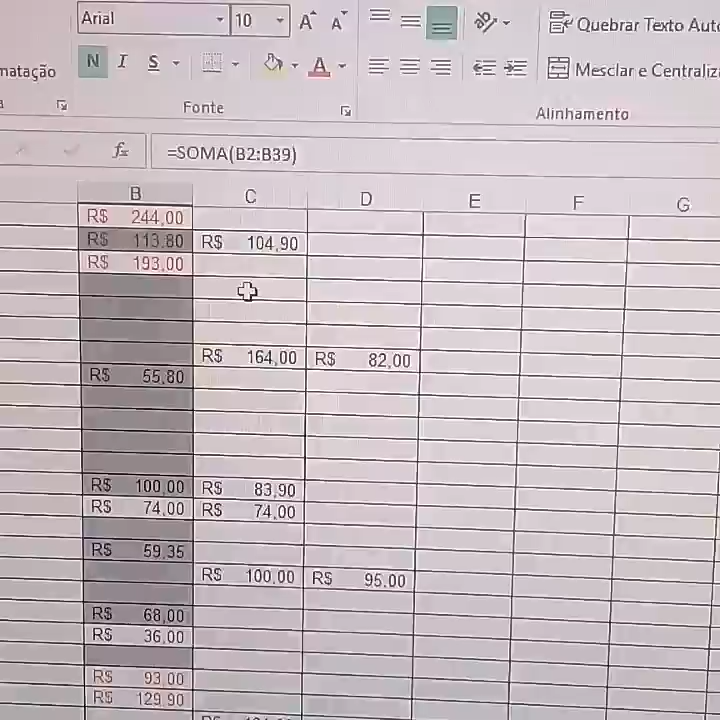 Arial 10 A A Quebrar Texto Auto
matação N I S A Mesclar e Centraliz
Fonte Alinhamento
fx =SOMA(B2:B39)
B C D E F G
R$ 244,00
R$ 113,80 R$ 104,90
R$ 193,00
R$ 164,00 R$ 82,00
R$ 55,80
R$ 100,00 R$ 83,90
R$ 74,00 R$ 74,00
R$ 59,35
R$ 100,00 R$ 95,00
R$ 68,00
R$ 36,00
R$ 93,00
R$ 129,90